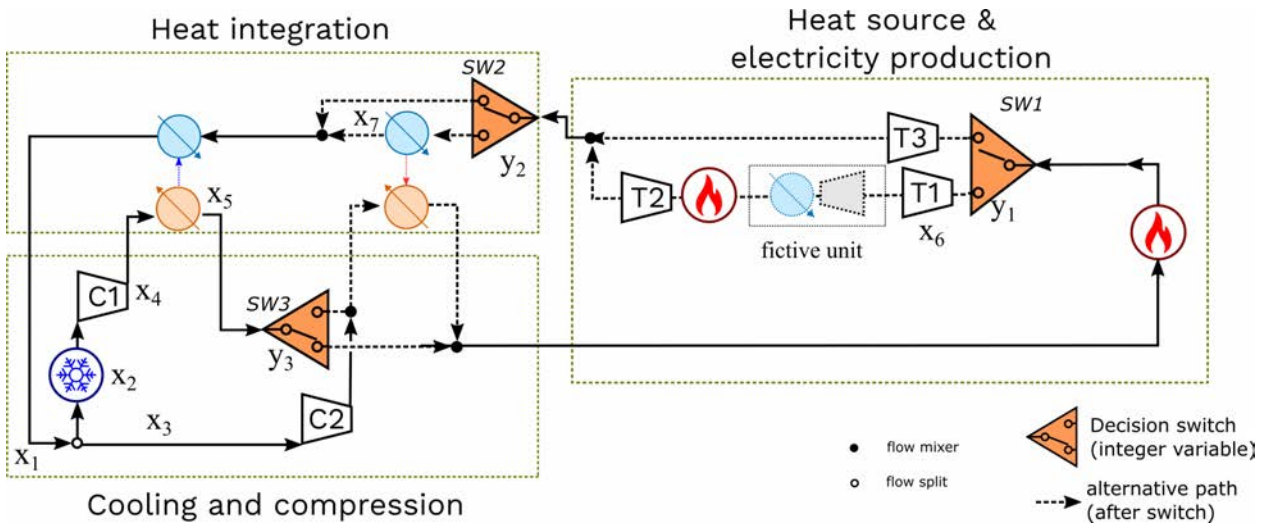 Heat integration
Heat source &
electricity production
SW2
SW1
x7
y2
T3
x5
T2
T1
y1
x6
fictive unit
C1
x4
SW3
y3
x2
C2
x3
x1
flow mixer
flow split
Decision switch
(integer variable)
alternative path
(after switch)
Cooling and compression